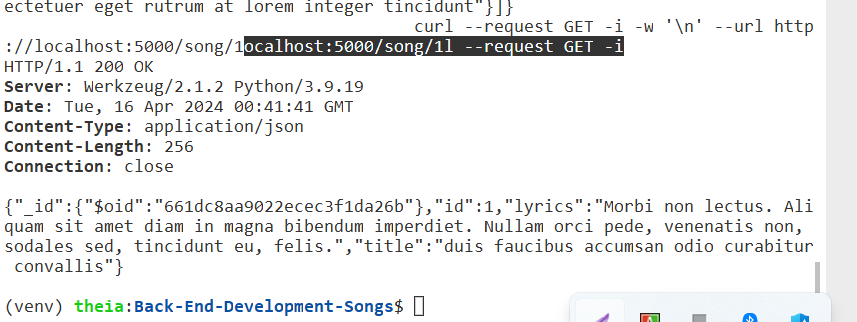 ectetuer eget rutrum at lorem integer tincidunt"}]}
curl --request GET -i -w '\n' --url http
://localhost:5000/song/1ocalhost:5000/song/1l --request GET -i
HTTP/1.1 200 OK
Server: Werkzeug/2.1.2 Python/3.9.19
Date: Tue, 16 Apr 2024 00:41:41 GMT
Content-Type: application/json
Content-Length: 256
Connection: close
{"_id":{"$oid":"661dc8aa9022ecec3f1da26b"},"id":1,"lyrics":"Morbi non lectus. Ali
quam sit amet diam in magna bibendum imperdiet. Nullam orci pede, venenatis non,
sodales sed, tincidunt eu, felis.","title":"duis faucibus accumsan odio curabitur
convallis"}
(venv) theia:Back-End-Development-Songs$